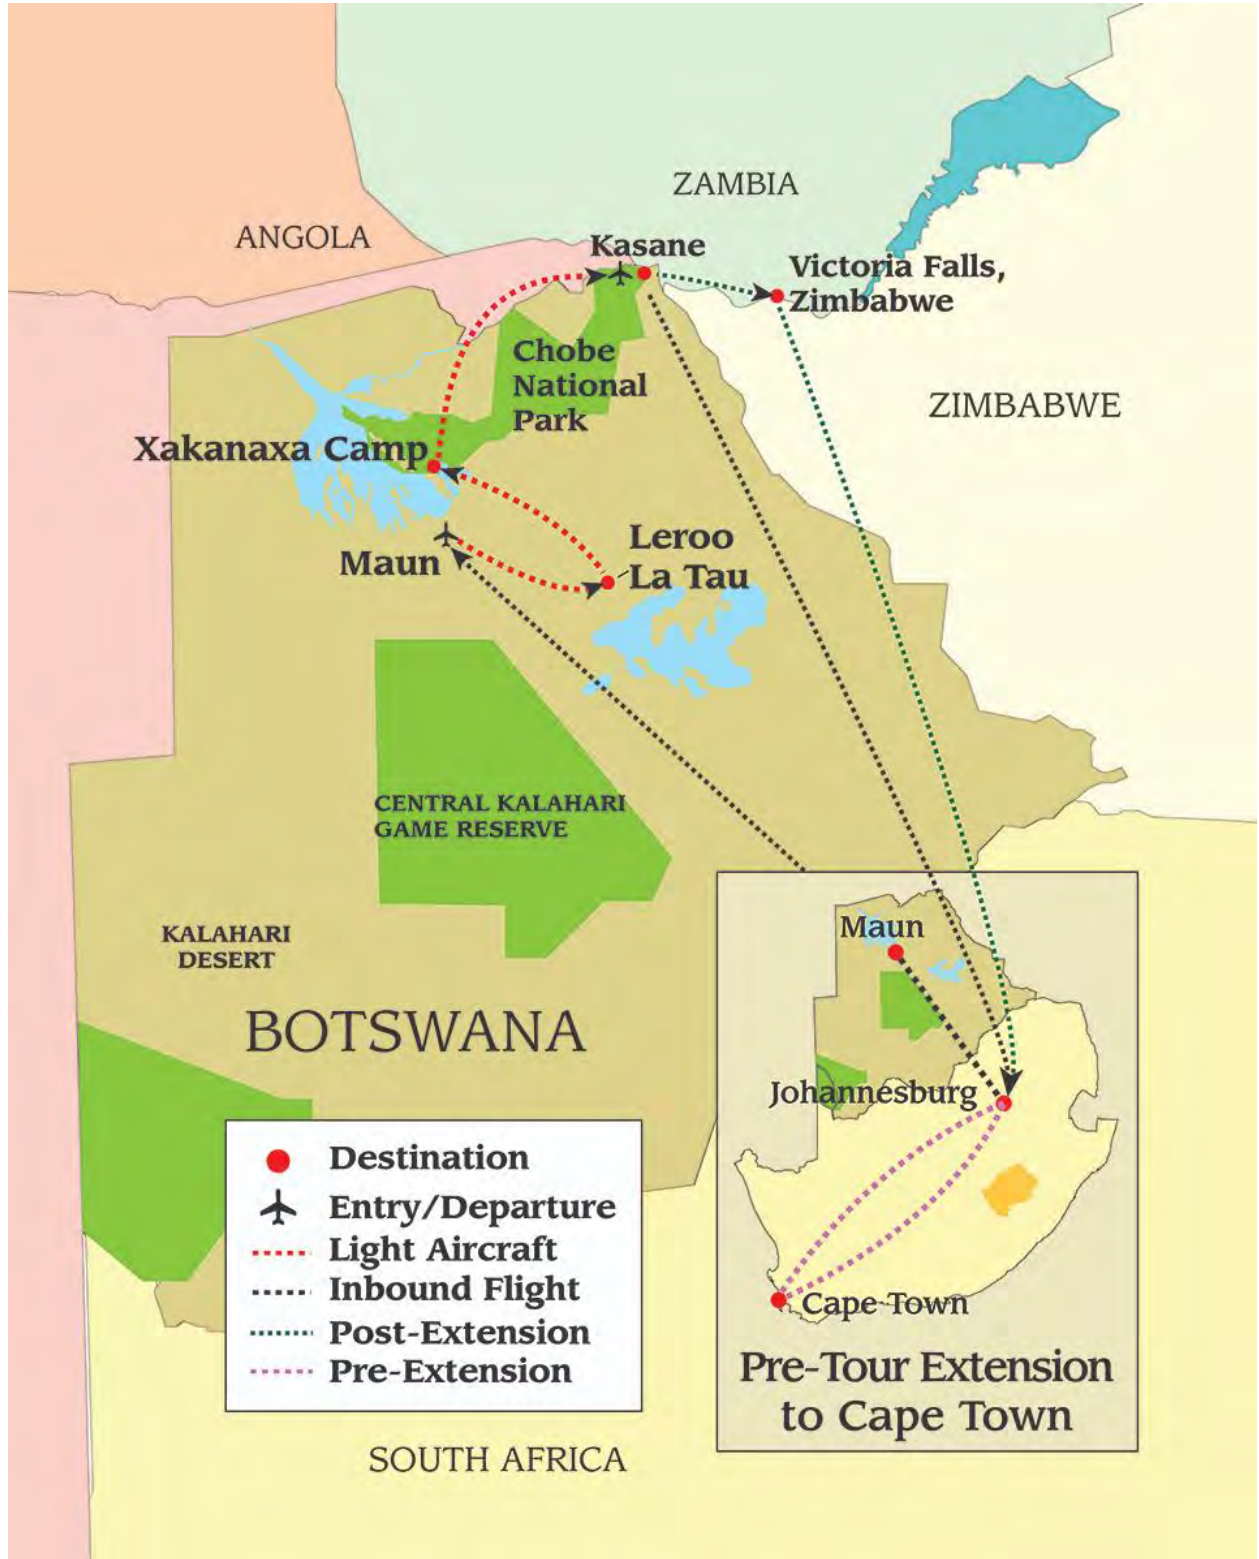 ZAMBIA
ANGOLA
Kasane
Victoria Falls,
Zimbabwe
Chobe
National
Park
ZIMBABWE
Xakanaxa Camp
Leroo
La Tau
Maun
CENTRAL KALAHARI
GAME RESERVE
KALAHARI
DESERT
BOTSWANA
Maun
Johannesburg
Cape Town
Pre-Tour Extension
to Cape Town
Destination
Entry/Departure
Light Aircraft
Inbound Flight
Post-Extension
Pre-Extension
SOUTH AFRICA